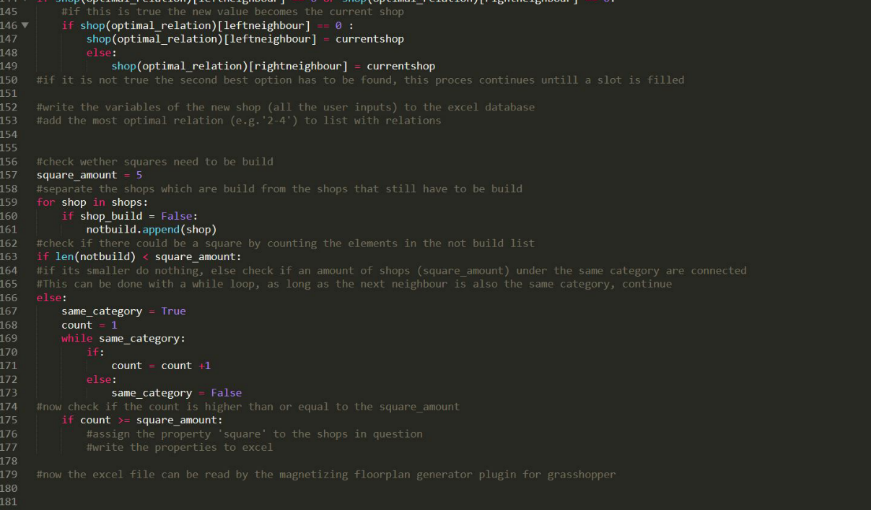 if shop(optimal_relation)[leftneighbour] == 0 or shop(optimal_relation)[rightneighbour] == 0:
145 #if this is true the new value becomes the current shop
146 if shop(optimal_relation)[leftneighbour] == 0 :
147 shop(optimal_relation)[leftneighbour] = currentshop
148 else:
149 shop(optimal_relation)[rightneighbour] = currentshop
150 #if it is not true the second best option has to be found, this proces continues untill a slot is filled
151
152 #write the variables of the new shop (all the user inputs) to the excel database
153 #add the most optimal relation (e.g.'2-4') to list with relations
154
155
156 #check wether squares need to be build
157 square_amount = 5
158 #separate the shops which are build from the shops that still have to be build
159 for shop in shops:
160 if shop_build = False:
161 notbuild.append(shop)
162 #check if there could be a square by counting the elements in the not build list
163 if len(notbuild) < square_amount:
164 #if its smaller do nothing, else check if an amount of shops (square_amount) under the same category are connected
165 #This can be done with a while loop, as long as the next neighbour is also the same category, continue
166 else:
167 same_category = True
168 count = 1
169 while same_category:
170 if:
171 count = count +1
172 else:
173 same_category = False
174 #now check if the count is higher than or equal to the square_amount
175 if count >= square_amount:
176 #assign the property 'square' to the shops in question
177 #write the properties to excel
178
179 #now the excel file can be read by the magnetizing floorplan generator plugin for grasshopper
180
181